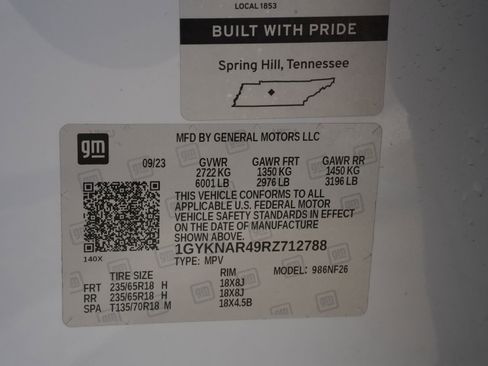 LOCAL 1853
BUILT WITH PRIDE
Spring Hill, Tennessee
gm
MFD BY GENERAL MOTORS LLC
09/23 GVWR GAWR FRT GAWR RR
2722 KG 1350 KG 1450 KG
6001 LB 2976 LB 3196 LB
THIS VEHICLE CONFORMS TO ALL
APPLICABLE U.S. FEDERAL MOTOR
VEHICLE SAFETY STANDARDS IN EFFECT
ON THE DATE OF MANUFACTURE
SHOWN ABOVE.
1GYKNAR49RZ712788
140X TYPE: MPV
TIRE SIZE RIM MODEL: 986NF26
FRT 235/65R18 H 18X8J
RR 235/65R18 H 18X8J
SPA T135/70R18 M 18X4.5B